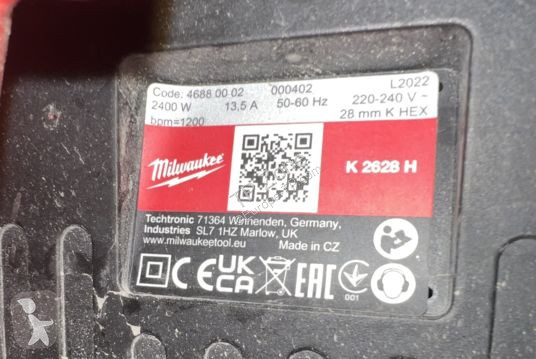 Code: 4688 00 02 000402 L2022
2400 W 13,5 A 50-60 Hz 220-240 V ~
bpm=1200 28 mm K HEX
Milwaukee
K 2628 H
Techtronic 71364 Winnenden, Germany,
Industries SL7 1HZ Marlow, UK
www.milwaukeetool.eu Made in CZ
CE UK CA EAC
001